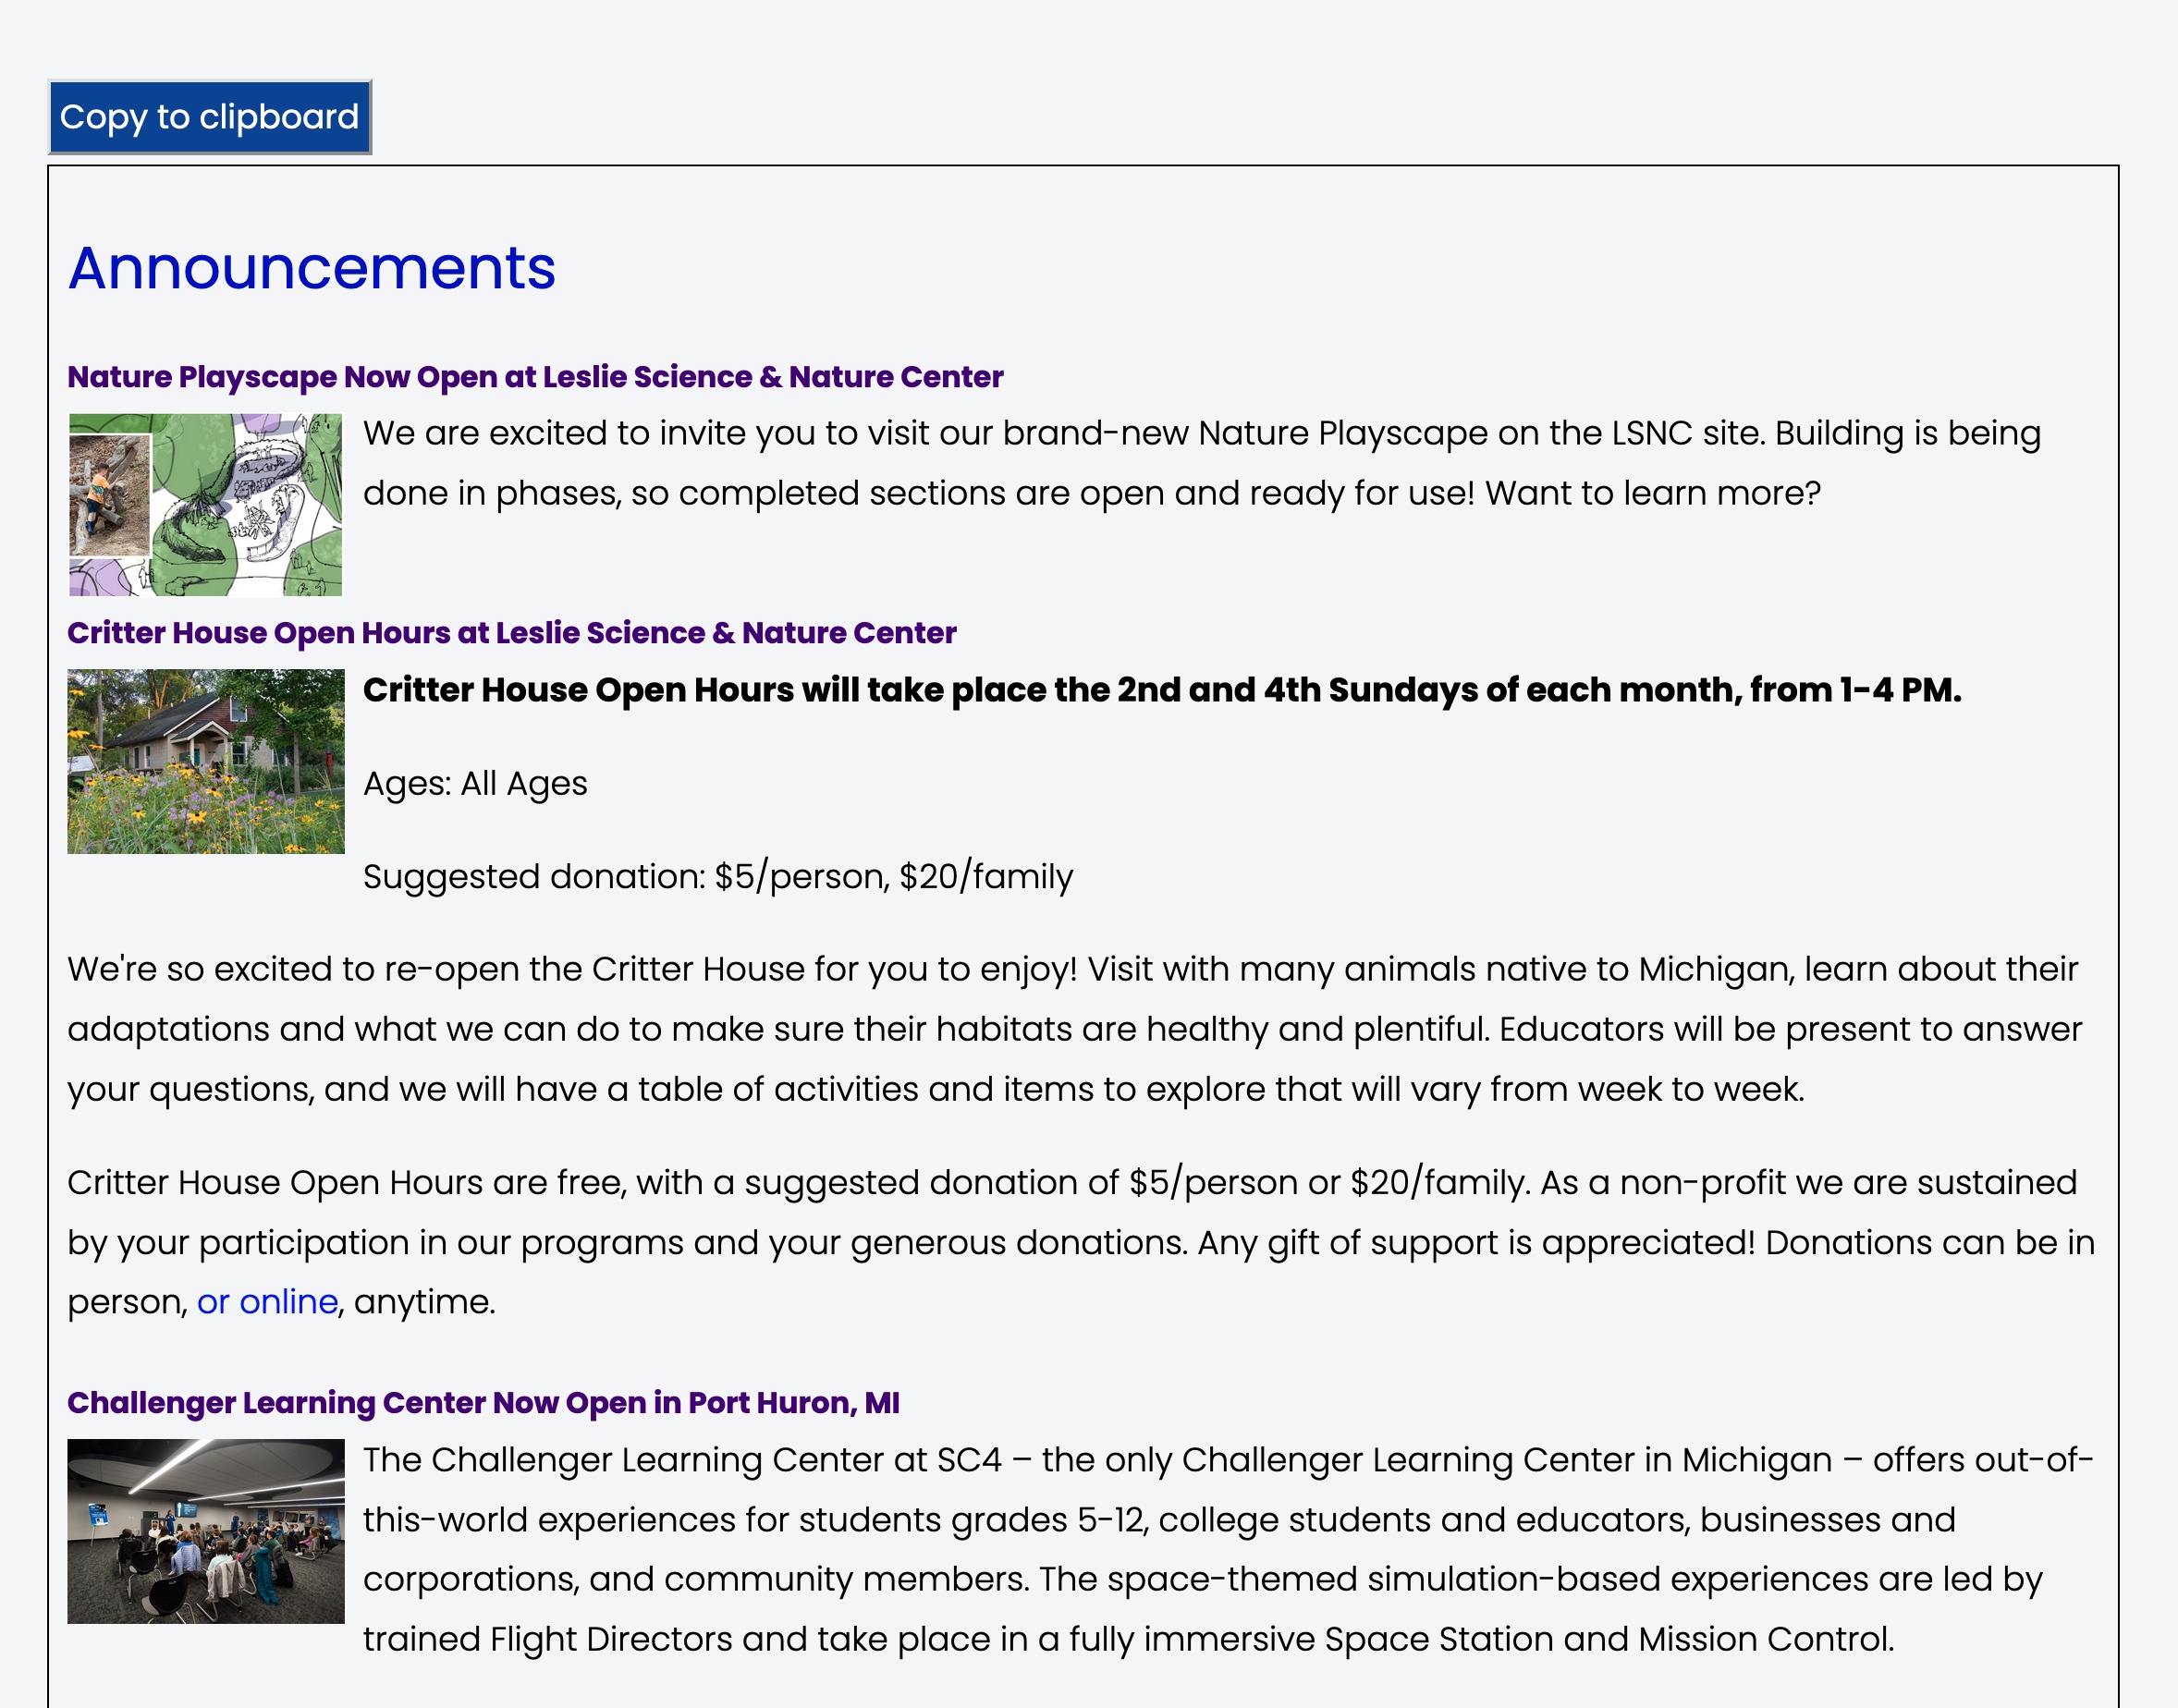 Copy to clipboard
Announcements
Nature Playscape Now Open at Leslie Science & Nature Center
We are excited to invite you to visit our brand-new Nature Playscape on the LSNC site. Building is being
done in phases, so completed sections are open and ready for use! Want to learn more?
Critter House Open Hours at Leslie Science & Nature Center
Critter House Open Hours will take place the 2nd and 4th Sundays of each month, from 1-4 PM.
Ages: All Ages
Suggested donation: $5/person, $20/family
We're so excited to re-open the Critter House for you to enjoy! Visit with many animals native to Michigan, learn about their
adaptations and what we can do to make sure their habitats are healthy and plentiful. Educators will be present to answer
your questions, and we will have a table of activities and items to explore that will vary from week to week.
Critter House Open Hours are free, with a suggested donation of $5/person or $20/family. As a non-profit we are sustained
by your participation in our programs and your generous donations. Any gift of support is appreciated! Donations can be in
person, or online, anytime.
Challenger Learning Center Now Open in Port Huron, MI
The Challenger Learning Center at SC4 – the only Challenger Learning Center in Michigan – offers out-of-
this-world experiences for students grades 5-12, college students and educators, businesses and
corporations, and community members. The space-themed simulation-based experiences are led by
trained Flight Directors and take place in a fully immersive Space Station and Mission Control.